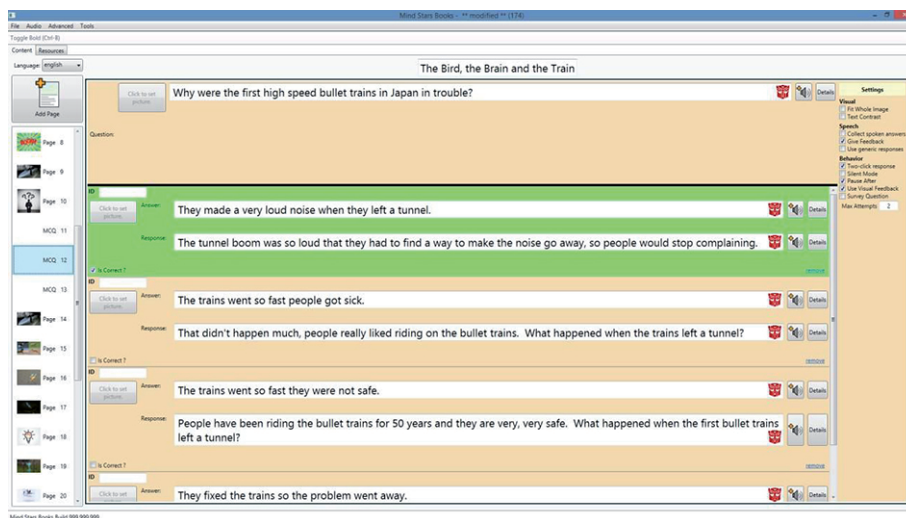 Mind Stars Books - ** modified ** (174)
File Audio Advanced Tools
Toggle Bold (Ctrl-B)
Content Resources
Language: english
The Bird, the Brain and the Train
Add Page
Page 8
Page 9
Page 10
MCQ 11
MCQ 12
MCQ 13
Page 14
Page 15
Page 16
Page 17
Page 18
Page 19
Page 20
Click to set picture.
Why were the first high speed bullet trains in Japan in trouble?
Details
Question:
ID
Click to set picture.
Answer:
They made a very loud noise when they left a tunnel.
Details
Response:
The tunnel boom was so loud that they had to find a way to make the noise go away, so people would stop complaining.
Details
Is Correct ?
remove
ID
Click to set picture.
Answer:
The trains went so fast people got sick.
Details
Response:
That didn't happen much, people really liked riding on the bullet trains. What happened when the trains left a tunnel?
Details
Is Correct ?
remove
ID
Click to set picture.
Answer:
The trains went so fast they were not safe.
Details
Response:
People have been riding the bullet trains for 50 years and they are very, very safe. What happened when the first bullet trains
left a tunnel?
Details
Is Correct ?
remove
ID
Click to set picture.
Answer:
They fixed the trains so the problem went away.
Details
Settings
Visual
Fit Whole Image
Text Contrast
Speech
Collect spoken answers
Give Feedback
Use generic responses
Behavior
Two-click response
Silent Mode
Pause After
Use Visual Feedback
Survey Question
Max Attempts 2
Mind Stars Books Build 999.999.999